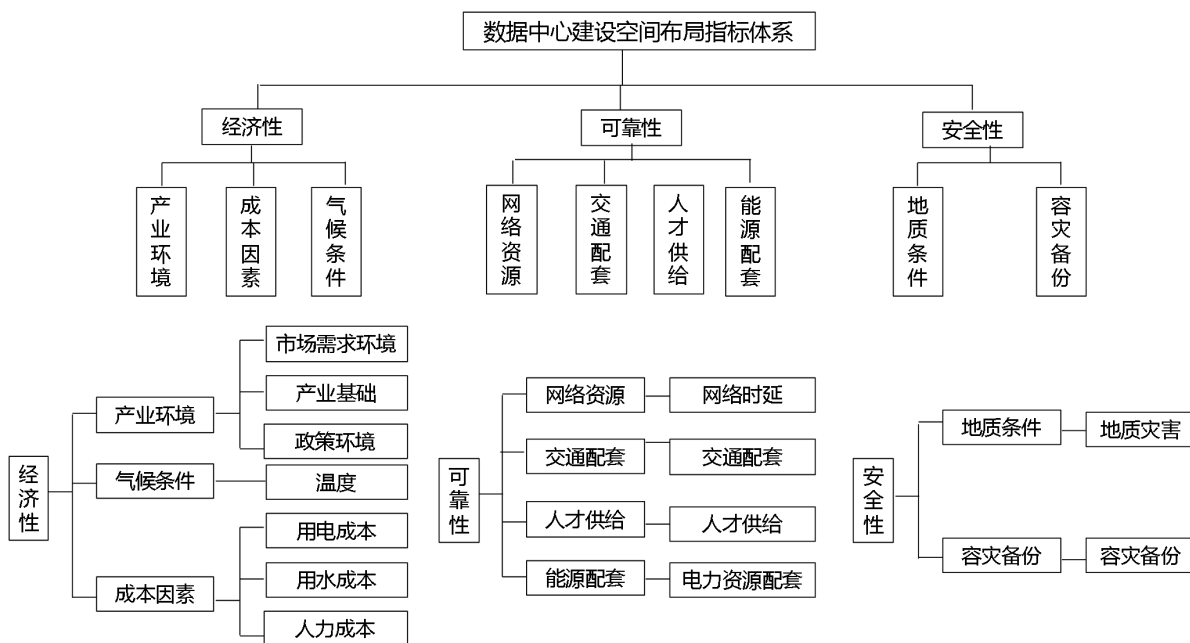 数据中心建设空间布局指标体系
经济性
可靠性
安全性
产业环境
成本因素
气候条件
网络资源
交通配套
人才供给
能源配套
地质条件
容灾备份
经济性
产业环境
市场需求环境
产业基础
政策环境
气候条件
温度
成本因素
用电成本
用水成本
人力成本
可靠性
网络资源
网络时延
交通配套
交通配套
人才供给
人才供给
能源配套
电力资源配套
安全性
地质条件
地质灾害
容灾备份
容灾备份